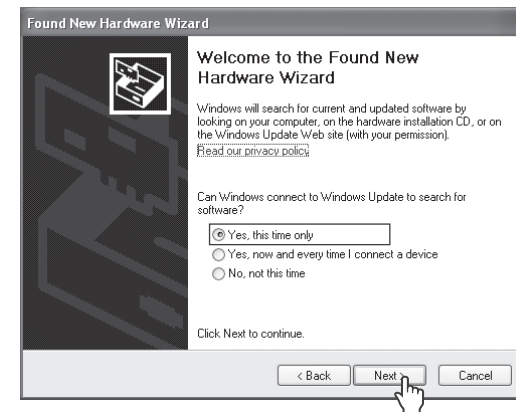 Found New Hardware Wizard
Welcome to the Found New
Hardware Wizard
Windows will search for current and updated software by
looking on your computer, on the hardware installation CD, or on
the Windows Update Web site (with your permission).
Read our privacy policy
Can Windows connect to Windows Update to search for
software?
Yes, this time only
Yes, now and every time I connect a device
No, not this time
Click Next to continue.
< Back Next > Cancel